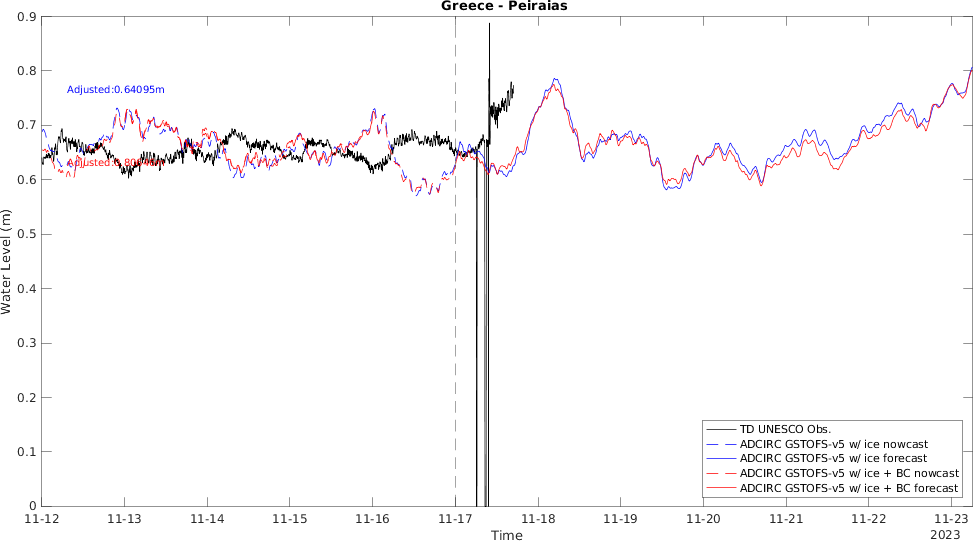 Greece - Peiraias
0.9
0.8
0.7
0.6
0.5
0.4
0.3
0.2
0.1
0
Water Level (m)
Adjusted:0.64095m
11-12
11-13
11-14
11-15
11-16
11-17
11-18
11-19
11-20
11-21
11-22
11-23
2023
Time
TD UNESCO Obs.
ADCIRC GSTOFS-v5 w/ ice nowcast
ADCIRC GSTOFS-v5 w/ ice forecast
ADCIRC GSTOFS-v5 w/ ice + BC nowcast
ADCIRC GSTOFS-v5 w/ ice + BC forecast